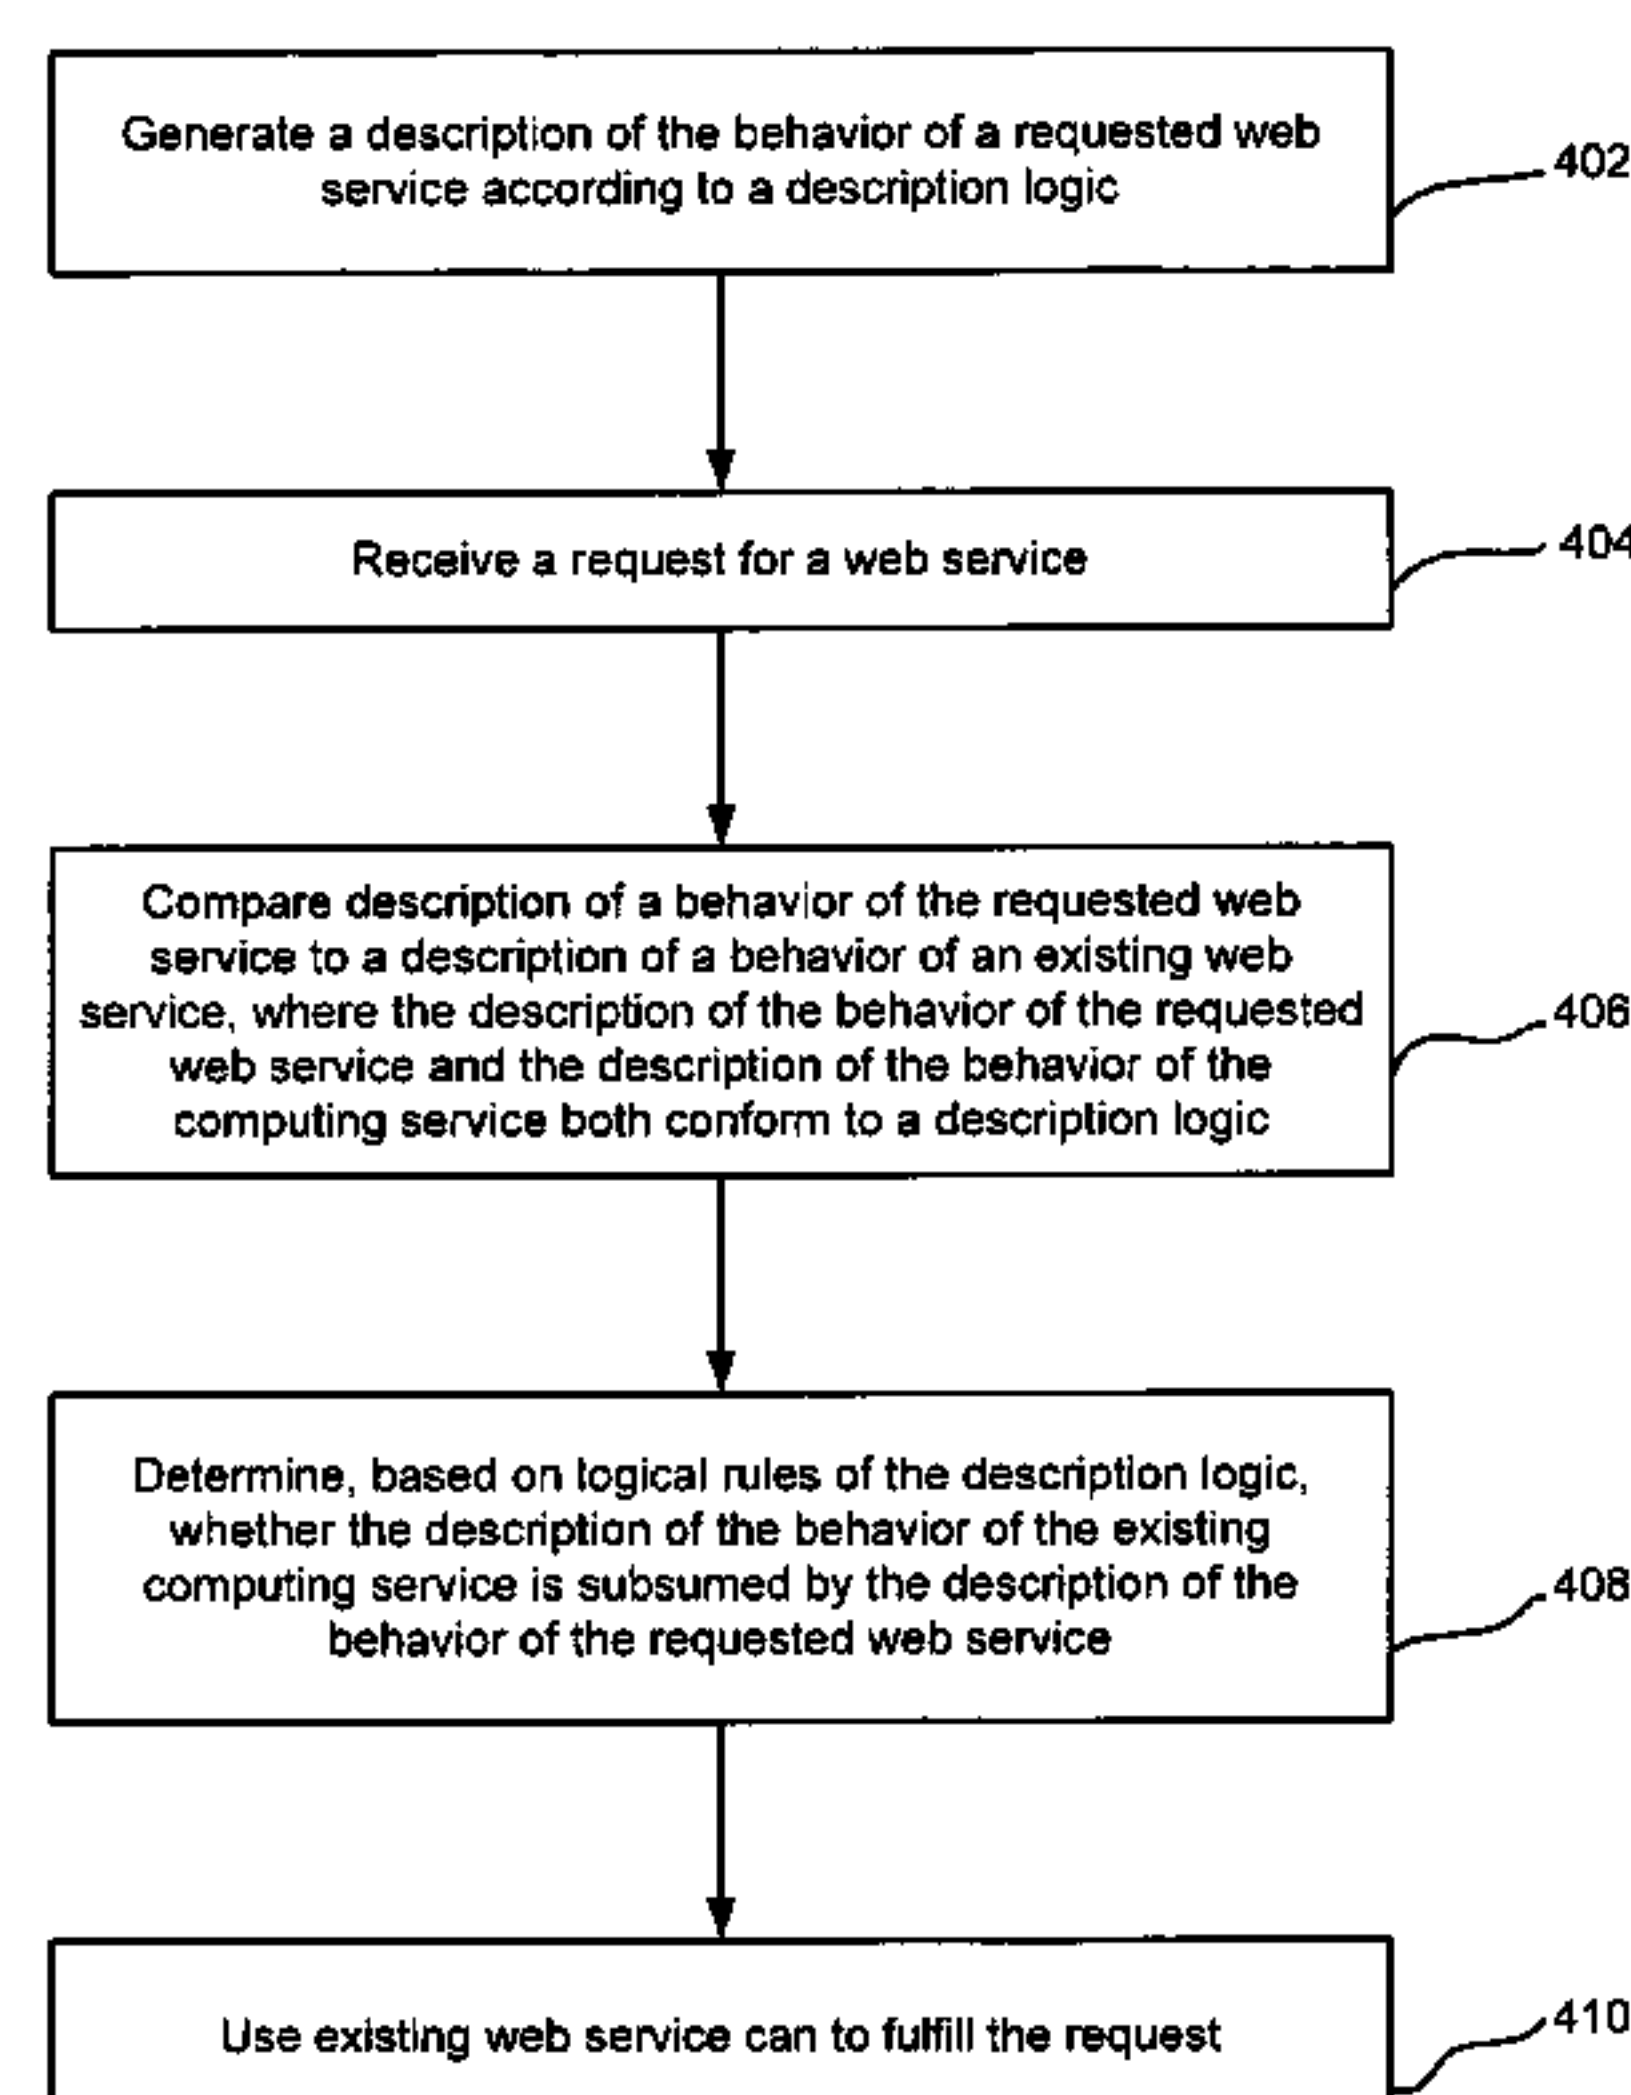 Generate a description of the behavior of a requested web
service according to a description logic
402
Receive a request for a web service
404
Compare description of a behavior of the requested web
service to a description of a behavior of an existing web
service, where the description of the behavior of the requested
web service and the description of the behavior of the
computing service both conform to a description logic
406
Determine, based on logical rules of the description logic,
whether the description of the behavior of the existing
computing service is subsumed by the description of the
behavior of the requested web service
408
Use existing web service can to fulfill the request
410